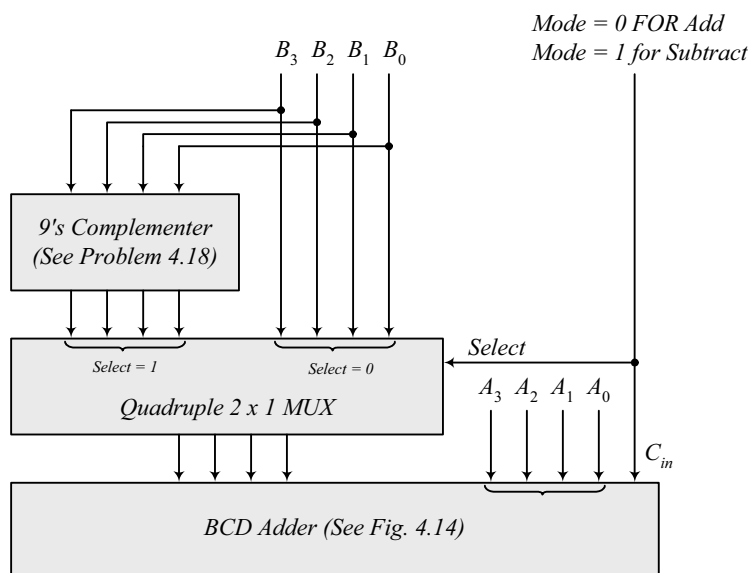 Mode = 0 FOR Add
Mode = 1 for Subtract
B3 B2 B1 B0
9's Complementer
(See Problem 4.18)
Select = 1
Select = 0
Select
Quadruple 2 x 1 MUX
A3 A2 A1 A0
Cin
BCD Adder (See Fig. 4.14)